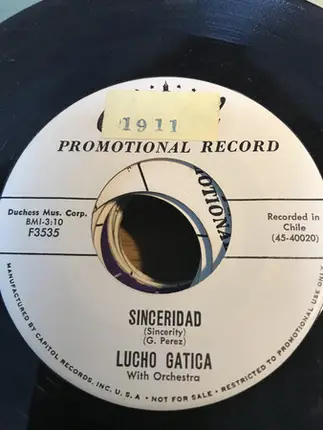 1911
PROMOTIONAL RECORD
Duchess Mus. Corp.
BMI-3:10
F3535
Recorded in
Chile
(45-40020)
SINCERIDAD
(Sincerity)
(G. Perez)
LUCHO GATICA
With Orchestra
MANUFACTURED BY CAPITOL RECORDS, INC. U. S. A. • NOT FOR SALE • RESTRICTED TO PROMOTIONAL USE ONLY